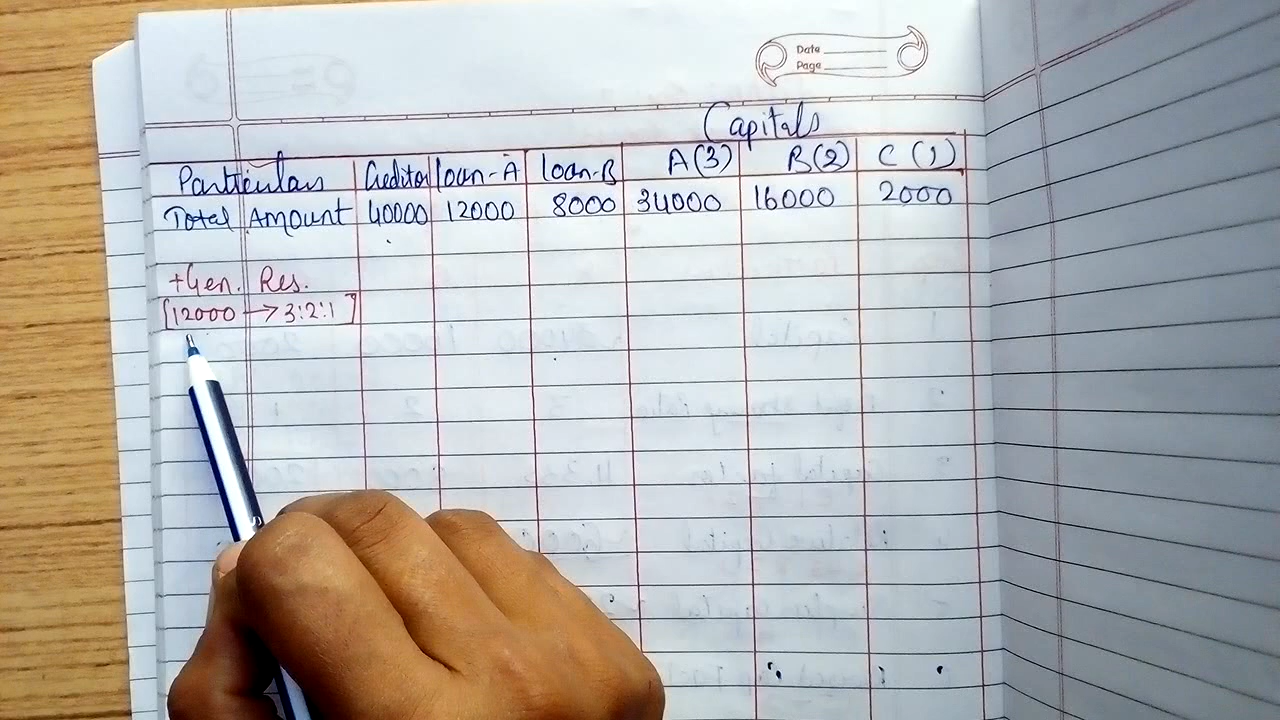 Date
Page
Capitals
Particulars Creditor loan-A loan-B A(3) B(2) C(1)
Total Amount 40000 12000 8000 34000 16000 2000
+Gen. Res.
[12000 → 3:2:1]